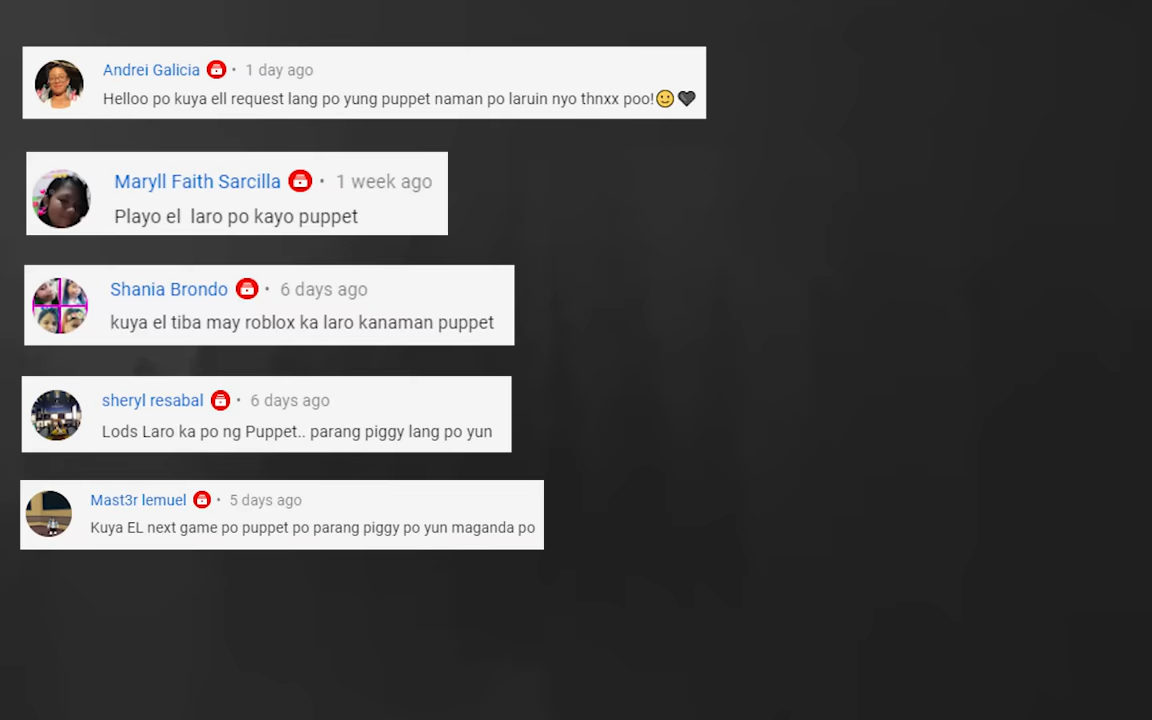 Andrei Galicia • 1 day ago
Helloo po kuya ell request lang po yung puppet naman po laruin nyo thnxx poo!🙂🖤
Maryll Faith Sarcilla • 1 week ago
Playo el  laro po kayo puppet
Shania Brondo • 6 days ago
kuya el tiba may roblox ka laro kanaman puppet
sheryl resabal • 6 days ago
Lods Laro ka po ng Puppet.. parang piggy lang po yun
Mast3r lemuel • 5 days ago
Kuya EL next game po puppet po parang piggy po yun maganda po